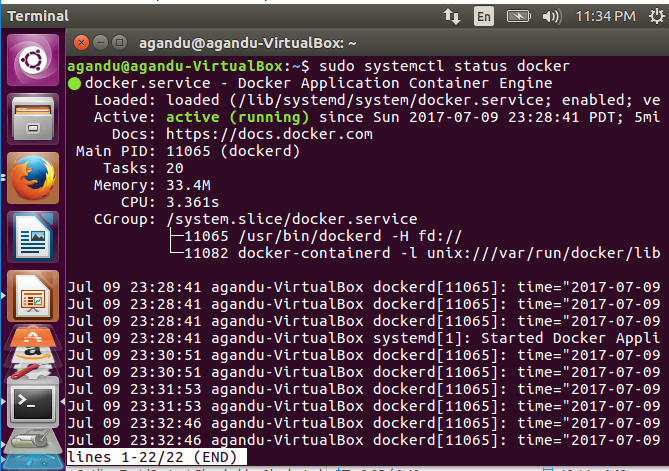 Terminal
En
11:34 PM
agandu@agandu-VirtualBox: ~
agandu@agandu-VirtualBox:~$ sudo systemctl status docker
● docker.service - Docker Application Container Engine
Loaded: loaded (/lib/systemd/system/docker.service; enabled; ve
Active: active (running) since Sun 2017-07-09 23:28:41 PDT; 5mi
Docs: https://docs.docker.com
Main PID: 11065 (dockerd)
Tasks: 20
Memory: 33.4M
CPU: 3.361s
CGroup: /system.slice/docker.service
├─11065 /usr/bin/dockerd -H fd://
└─11082 docker-containerd -l unix:///var/run/docker/lib
Jul 09 23:28:41 agandu-VirtualBox dockerd[11065]: time="2017-07-09
Jul 09 23:28:41 agandu-VirtualBox dockerd[11065]: time="2017-07-09
Jul 09 23:28:41 agandu-VirtualBox dockerd[11065]: time="2017-07-09
Jul 09 23:28:41 agandu-VirtualBox systemd[1]: Started Docker Appli
Jul 09 23:30:51 agandu-VirtualBox dockerd[11065]: time="2017-07-09
Jul 09 23:30:51 agandu-VirtualBox dockerd[11065]: time="2017-07-09
Jul 09 23:31:53 agandu-VirtualBox dockerd[11065]: time="2017-07-09
Jul 09 23:31:53 agandu-VirtualBox dockerd[11065]: time="2017-07-09
Jul 09 23:32:46 agandu-VirtualBox dockerd[11065]: time="2017-07-09
Jul 09 23:32:46 agandu-VirtualBox dockerd[11065]: time="2017-07-09
lines 1-22/22 (END)